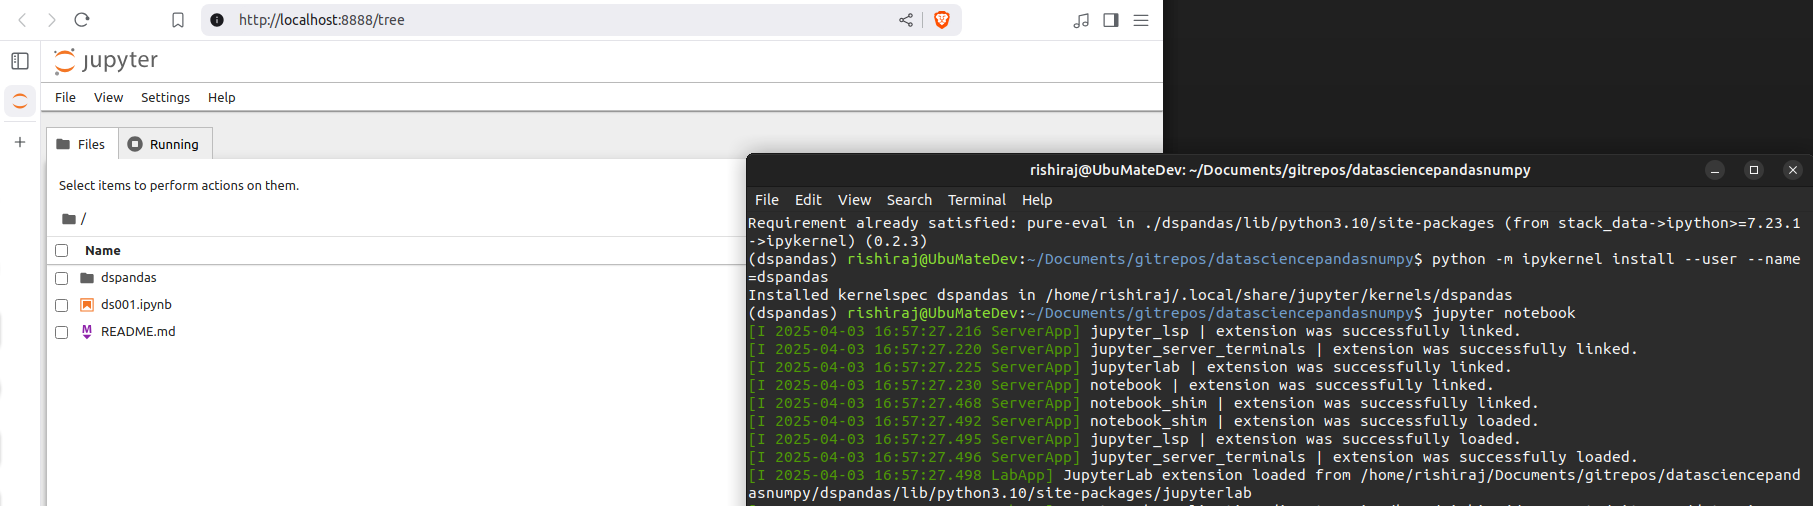 http://localhost:8888/tree
jupyter
File View Settings Help
Files Running
Select items to perform actions on them.
/
Name
dspandas
ds001.ipynb
README.md
rishiraj@UbuMateDev: ~/Documents/gitrepos/datasciencepandasnumpy
File Edit View Search Terminal Help
Requirement already satisfied: pure-eval in ./dspandas/lib/python3.10/site-packages (from stack_data->ipython>=7.23.1
->ipykernel) (0.2.3)
(dspandas) rishiraj@UbuMateDev:~/Documents/gitrepos/datasciencepandasnumpy$ python -m ipykernel install --user --name
=dspandas
Installed kernelspec dspandas in /home/rishiraj/.local/share/jupyter/kernels/dspandas
(dspandas) rishiraj@UbuMateDev:~/Documents/gitrepos/datasciencepandasnumpy$ jupyter notebook
[I 2025-04-03 16:57:27.216 ServerApp] jupyter_lsp | extension was successfully linked.
[I 2025-04-03 16:57:27.220 ServerApp] jupyter_server_terminals | extension was successfully linked.
[I 2025-04-03 16:57:27.225 ServerApp] jupyterlab | extension was successfully linked.
[I 2025-04-03 16:57:27.230 ServerApp] notebook | extension was successfully linked.
[I 2025-04-03 16:57:27.468 ServerApp] notebook_shim | extension was successfully linked.
[I 2025-04-03 16:57:27.492 ServerApp] notebook_shim | extension was successfully loaded.
[I 2025-04-03 16:57:27.495 ServerApp] jupyter_lsp | extension was successfully loaded.
[I 2025-04-03 16:57:27.496 ServerApp] jupyter_server_terminals | extension was successfully loaded.
[I 2025-04-03 16:57:27.498 LabApp] JupyterLab extension loaded from /home/rishiraj/Documents/gitrepos/datasciencepand
asnumpy/dspandas/lib/python3.10/site-packages/jupyterlab